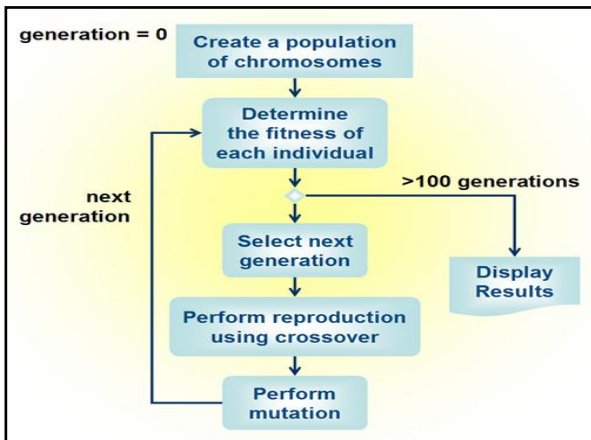 generation = 0
Create a population
of chromosomes
Determine
the fitness of
each individual
>100 generations
next
generation
Select next
generation
Display
Results
Perform reproduction
using crossover
Perform
mutation